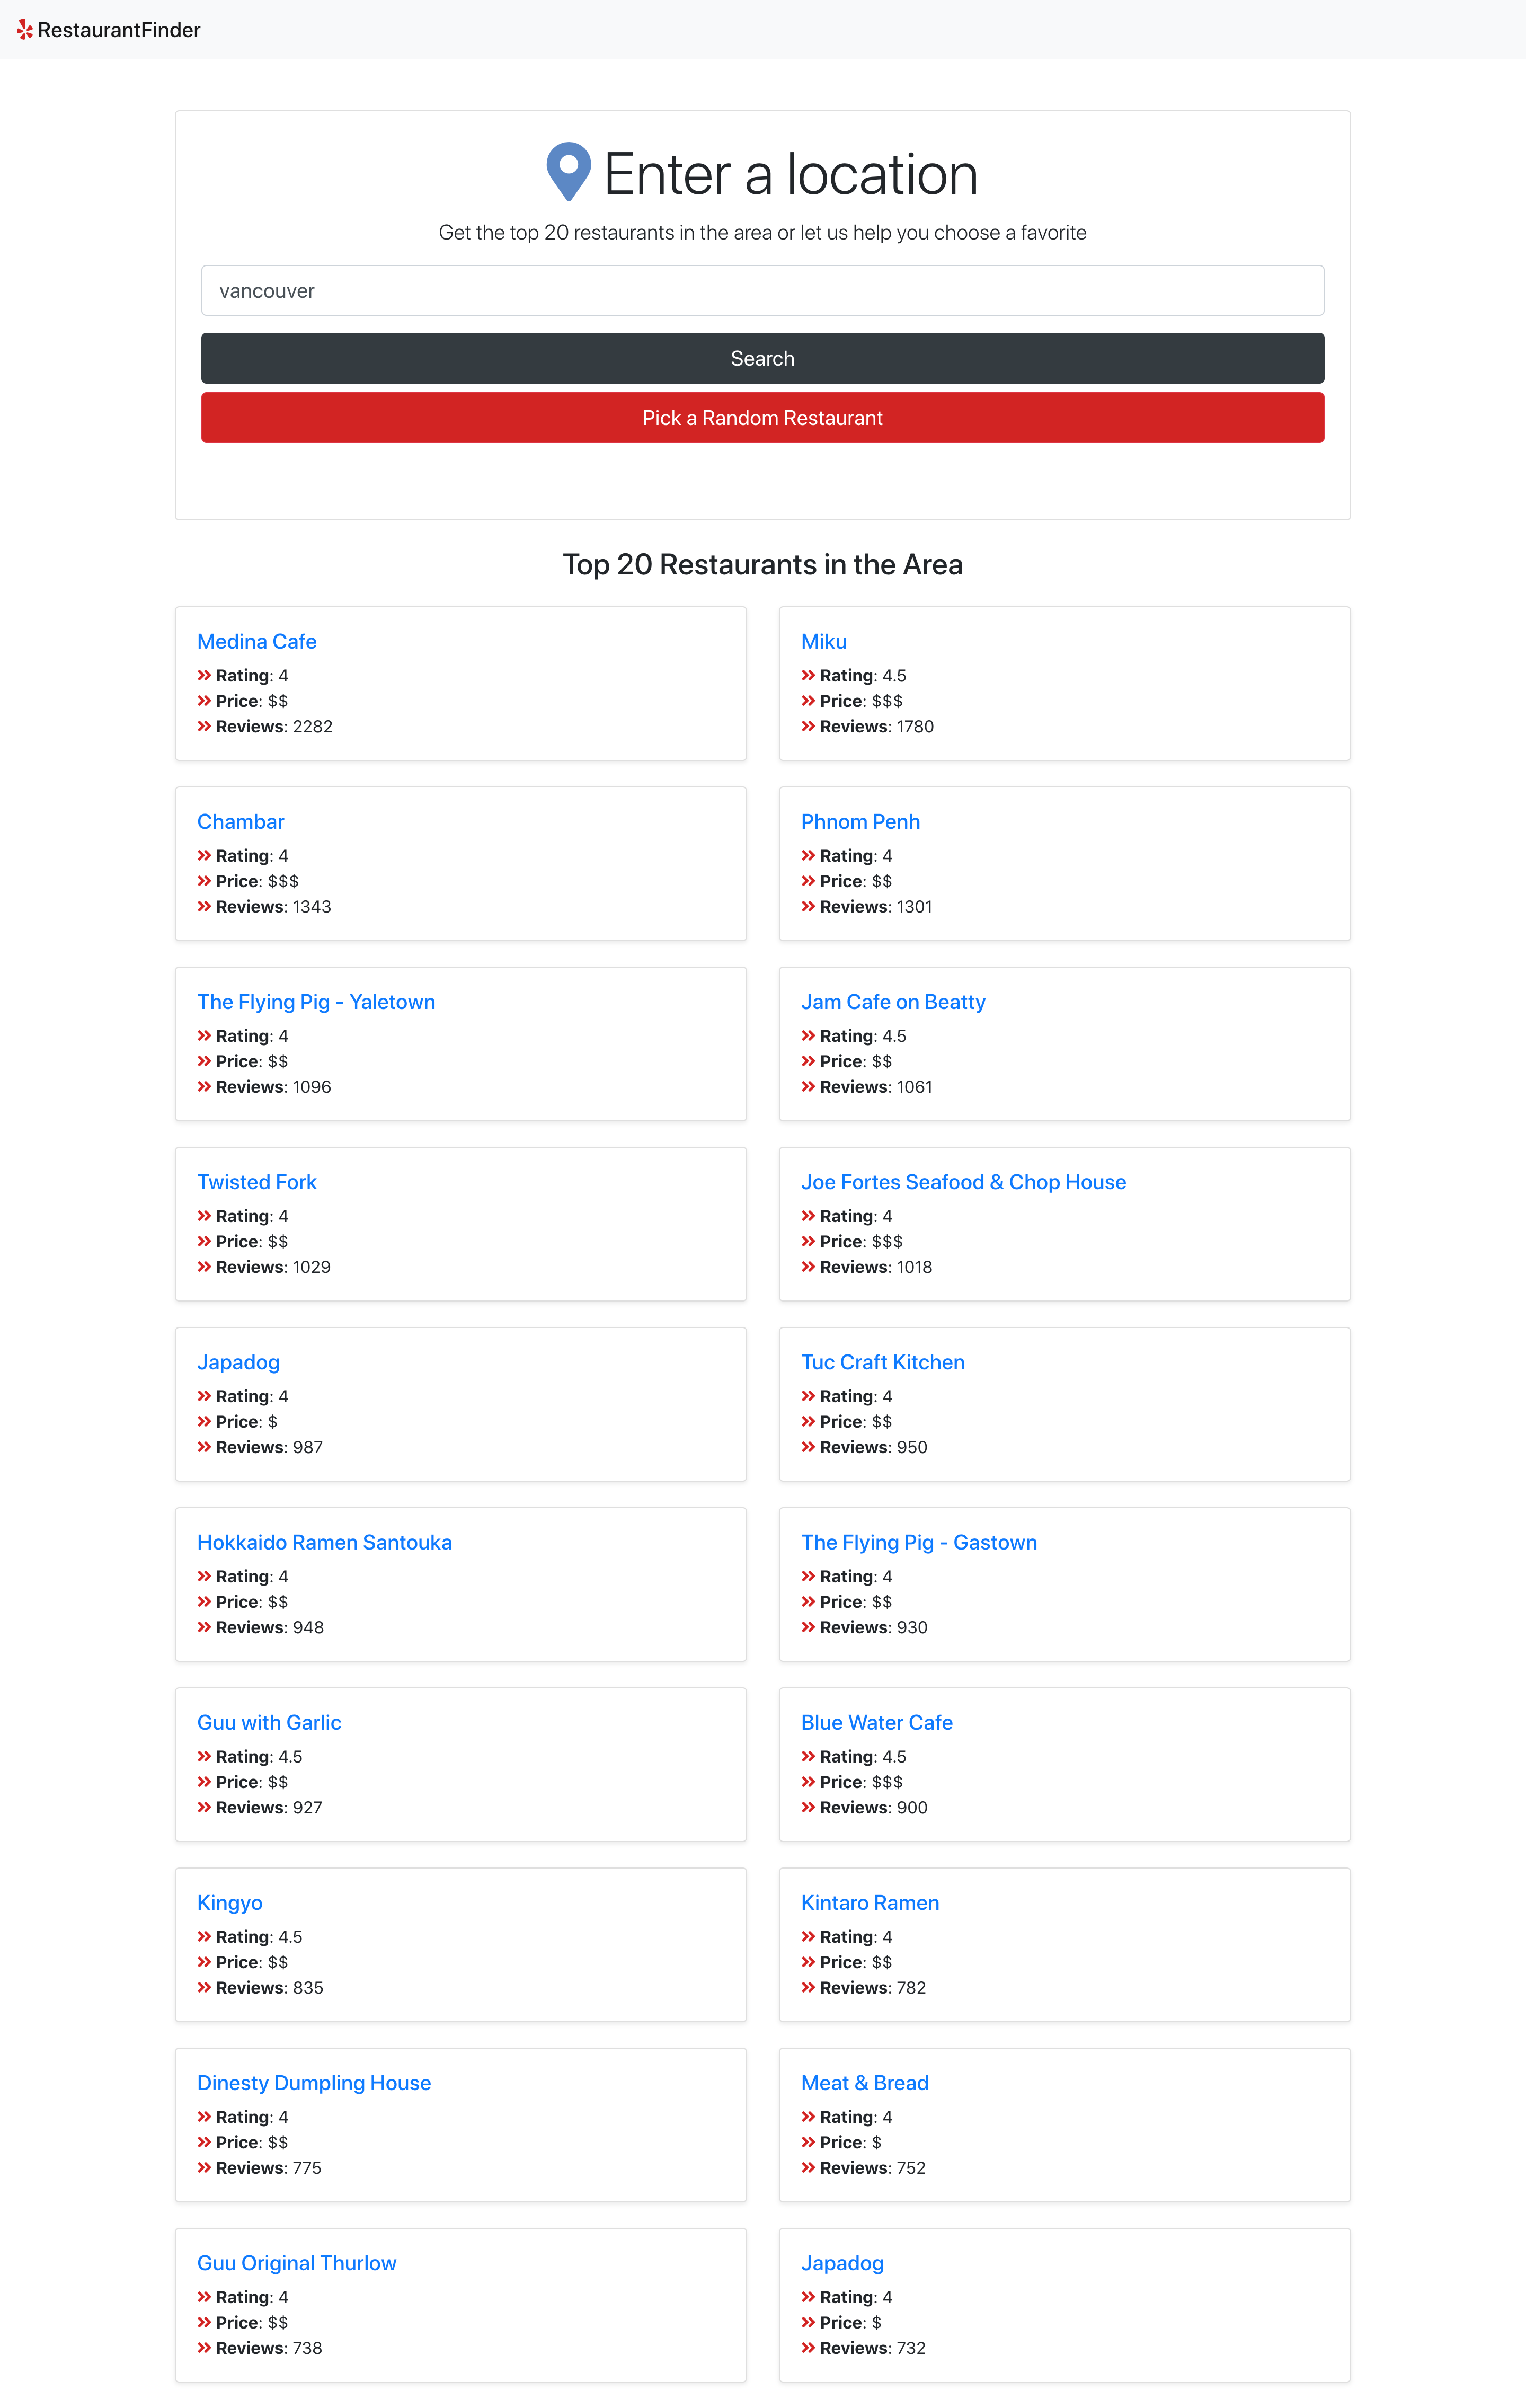 RestaurantFinder
Enter a location
Get the top 20 restaurants in the area or let us help you choose a favorite
vancouver
Search
Pick a Random Restaurant
Top 20 Restaurants in the Area
Medina Cafe
Rating: 4
Price: $$
Reviews: 2282
Miku
Rating: 4.5
Price: $$$
Reviews: 1780
Chambar
Rating: 4
Price: $$$
Reviews: 1343
Phnom Penh
Rating: 4
Price: $$
Reviews: 1301
The Flying Pig - Yaletown
Rating: 4
Price: $$
Reviews: 1096
Jam Cafe on Beatty
Rating: 4.5
Price: $$
Reviews: 1061
Twisted Fork
Rating: 4
Price: $$
Reviews: 1029
Joe Fortes Seafood & Chop House
Rating: 4
Price: $$$
Reviews: 1018
Japadog
Rating: 4
Price: $
Reviews: 987
Tuc Craft Kitchen
Rating: 4
Price: $$
Reviews: 950
Hokkaido Ramen Santouka
Rating: 4
Price: $$
Reviews: 948
The Flying Pig - Gastown
Rating: 4
Price: $$
Reviews: 930
Guu with Garlic
Rating: 4.5
Price: $$
Reviews: 927
Blue Water Cafe
Rating: 4.5
Price: $$$
Reviews: 900
Kingyo
Rating: 4.5
Price: $$
Reviews: 835
Kintaro Ramen
Rating: 4
Price: $$
Reviews: 782
Dinesty Dumpling House
Rating: 4
Price: $$
Reviews: 775
Meat & Bread
Rating: 4
Price: $
Reviews: 752
Guu Original Thurlow
Rating: 4
Price: $$
Reviews: 738
Japadog
Rating: 4
Price: $
Reviews: 732